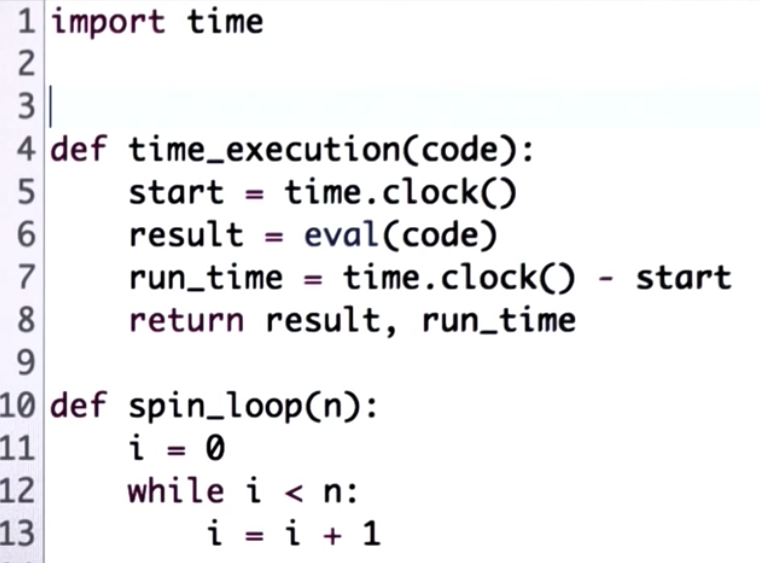 1 import time
2
3
4 def time_execution(code):
5     start = time.clock()
6     result = eval(code)
7     run_time = time.clock() - start
8     return result, run_time
9
10 def spin_loop(n):
11     i = 0
12     while i < n:
13         i = i + 1